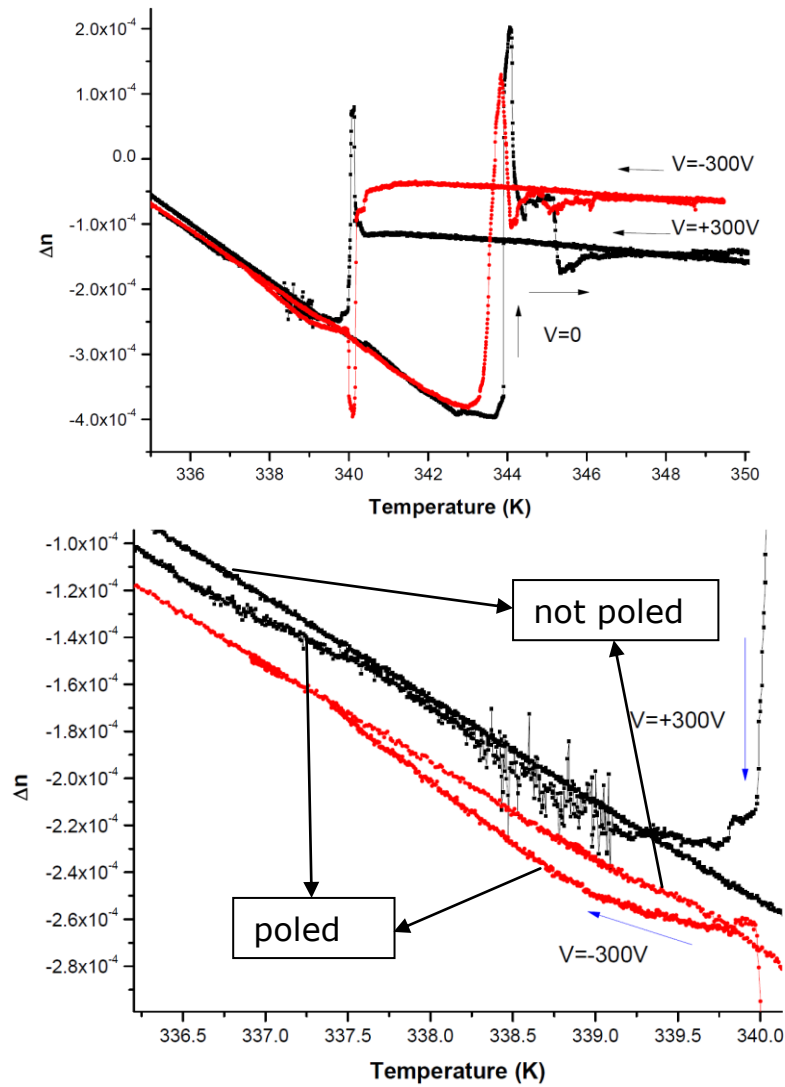 2.0x10⁻⁴
1.0x10⁻⁴
0.0
-1.0x10⁻⁴
-2.0x10⁻⁴
-3.0x10⁻⁴
-4.0x10⁻⁴
Δn
V=-300V
V=+300V
V=0
336 338 340 342 344 346 348 350
Temperature (K)
-1.0x10⁻⁴
-1.2x10⁻⁴
-1.4x10⁻⁴
-1.6x10⁻⁴
-1.8x10⁻⁴
-2.0x10⁻⁴
-2.2x10⁻⁴
-2.4x10⁻⁴
-2.6x10⁻⁴
-2.8x10⁻⁴
Δn
not poled
V=+300V
poled
V=-300V
336.5 337.0 337.5 338.0 338.5 339.0 339.5 340.0
Temperature (K)